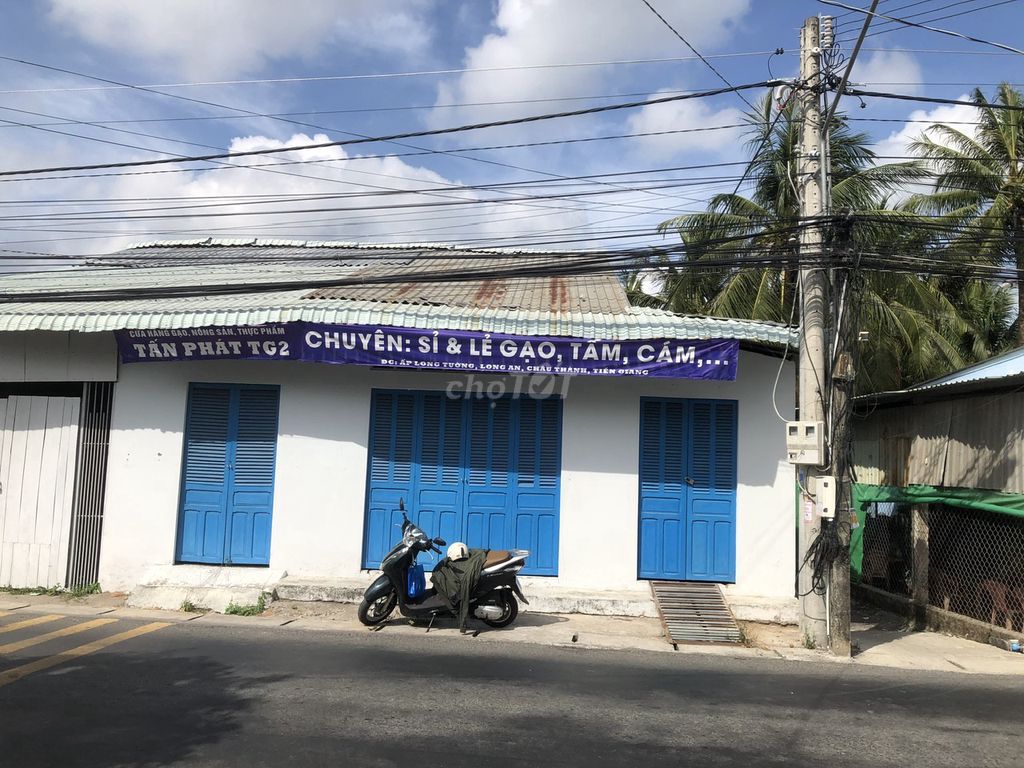 CỬA HÀNG GẠO, NÔNG SẢN, THỰC PHẨM
TẤN PHÁT TG2
CHUYÊN: SỈ & LẺ GẠO, TẤM, CÁM,...
ĐC: ẤP LONG TƯỜNG, LONG AN, CHÂU THÀNH, TIỀN GIANG
chợTỐT